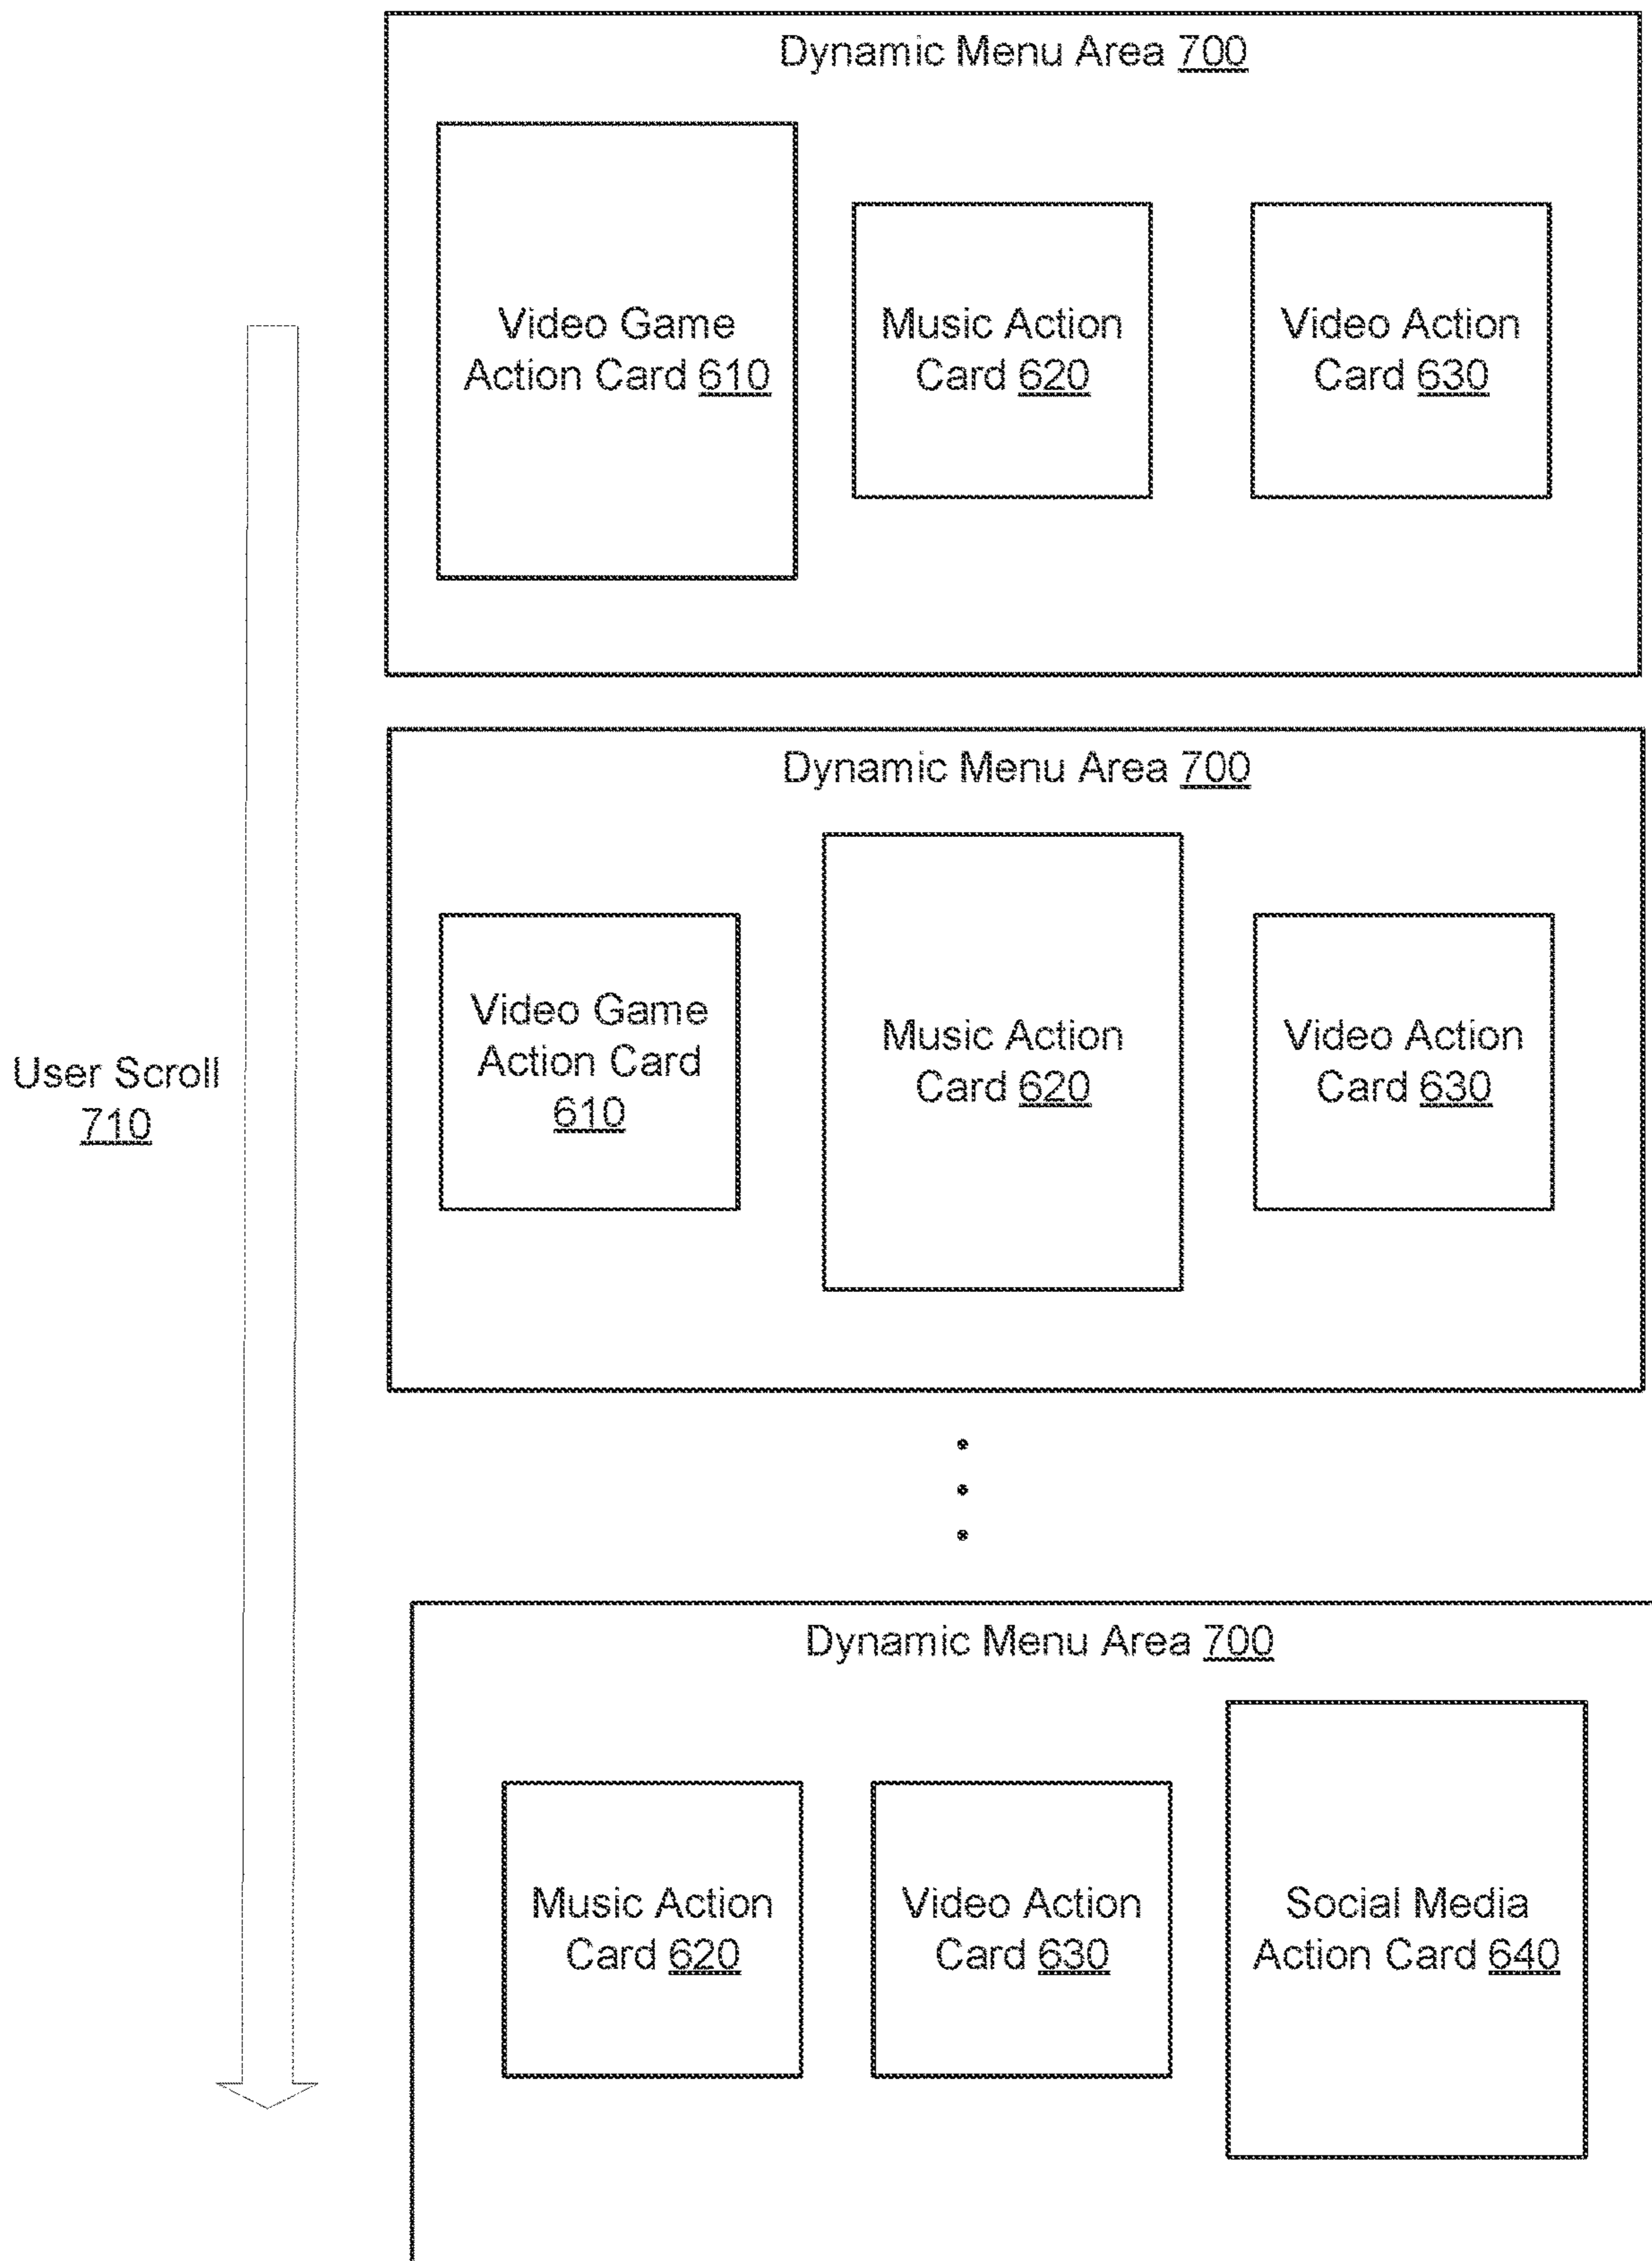 Dynamic Menu Area 700
Video Game
Action Card 610
Music Action
Card 620
Video Action
Card 630
User Scroll
710
Dynamic Menu Area 700
Video Game
Action Card
610
Music Action
Card 620
Video Action
Card 630
Dynamic Menu Area 700
Music Action
Card 620
Video Action
Card 630
Social Media
Action Card 640